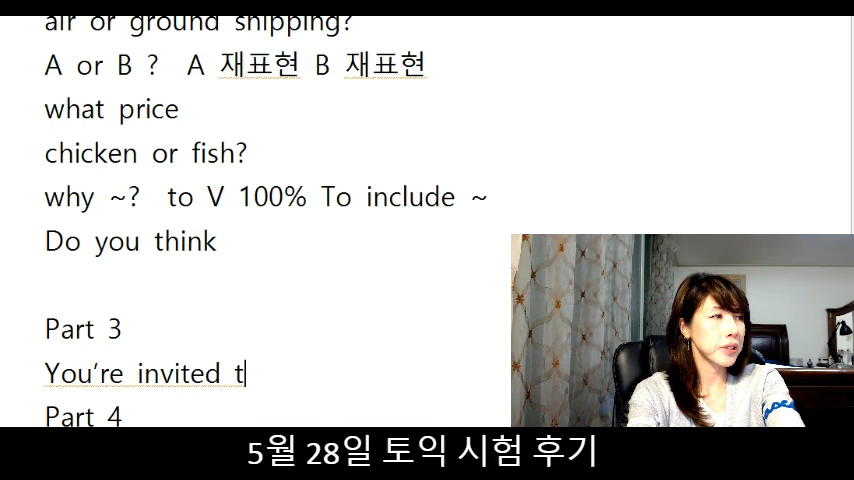 air or ground shipping?
A or B ? A 재표현 B 재표현
what price
chicken or fish?
why ~? to V 100% To include ~
Do you think
Part 3
You're invited t
Part 4
5월 28일 토익 시험 후기